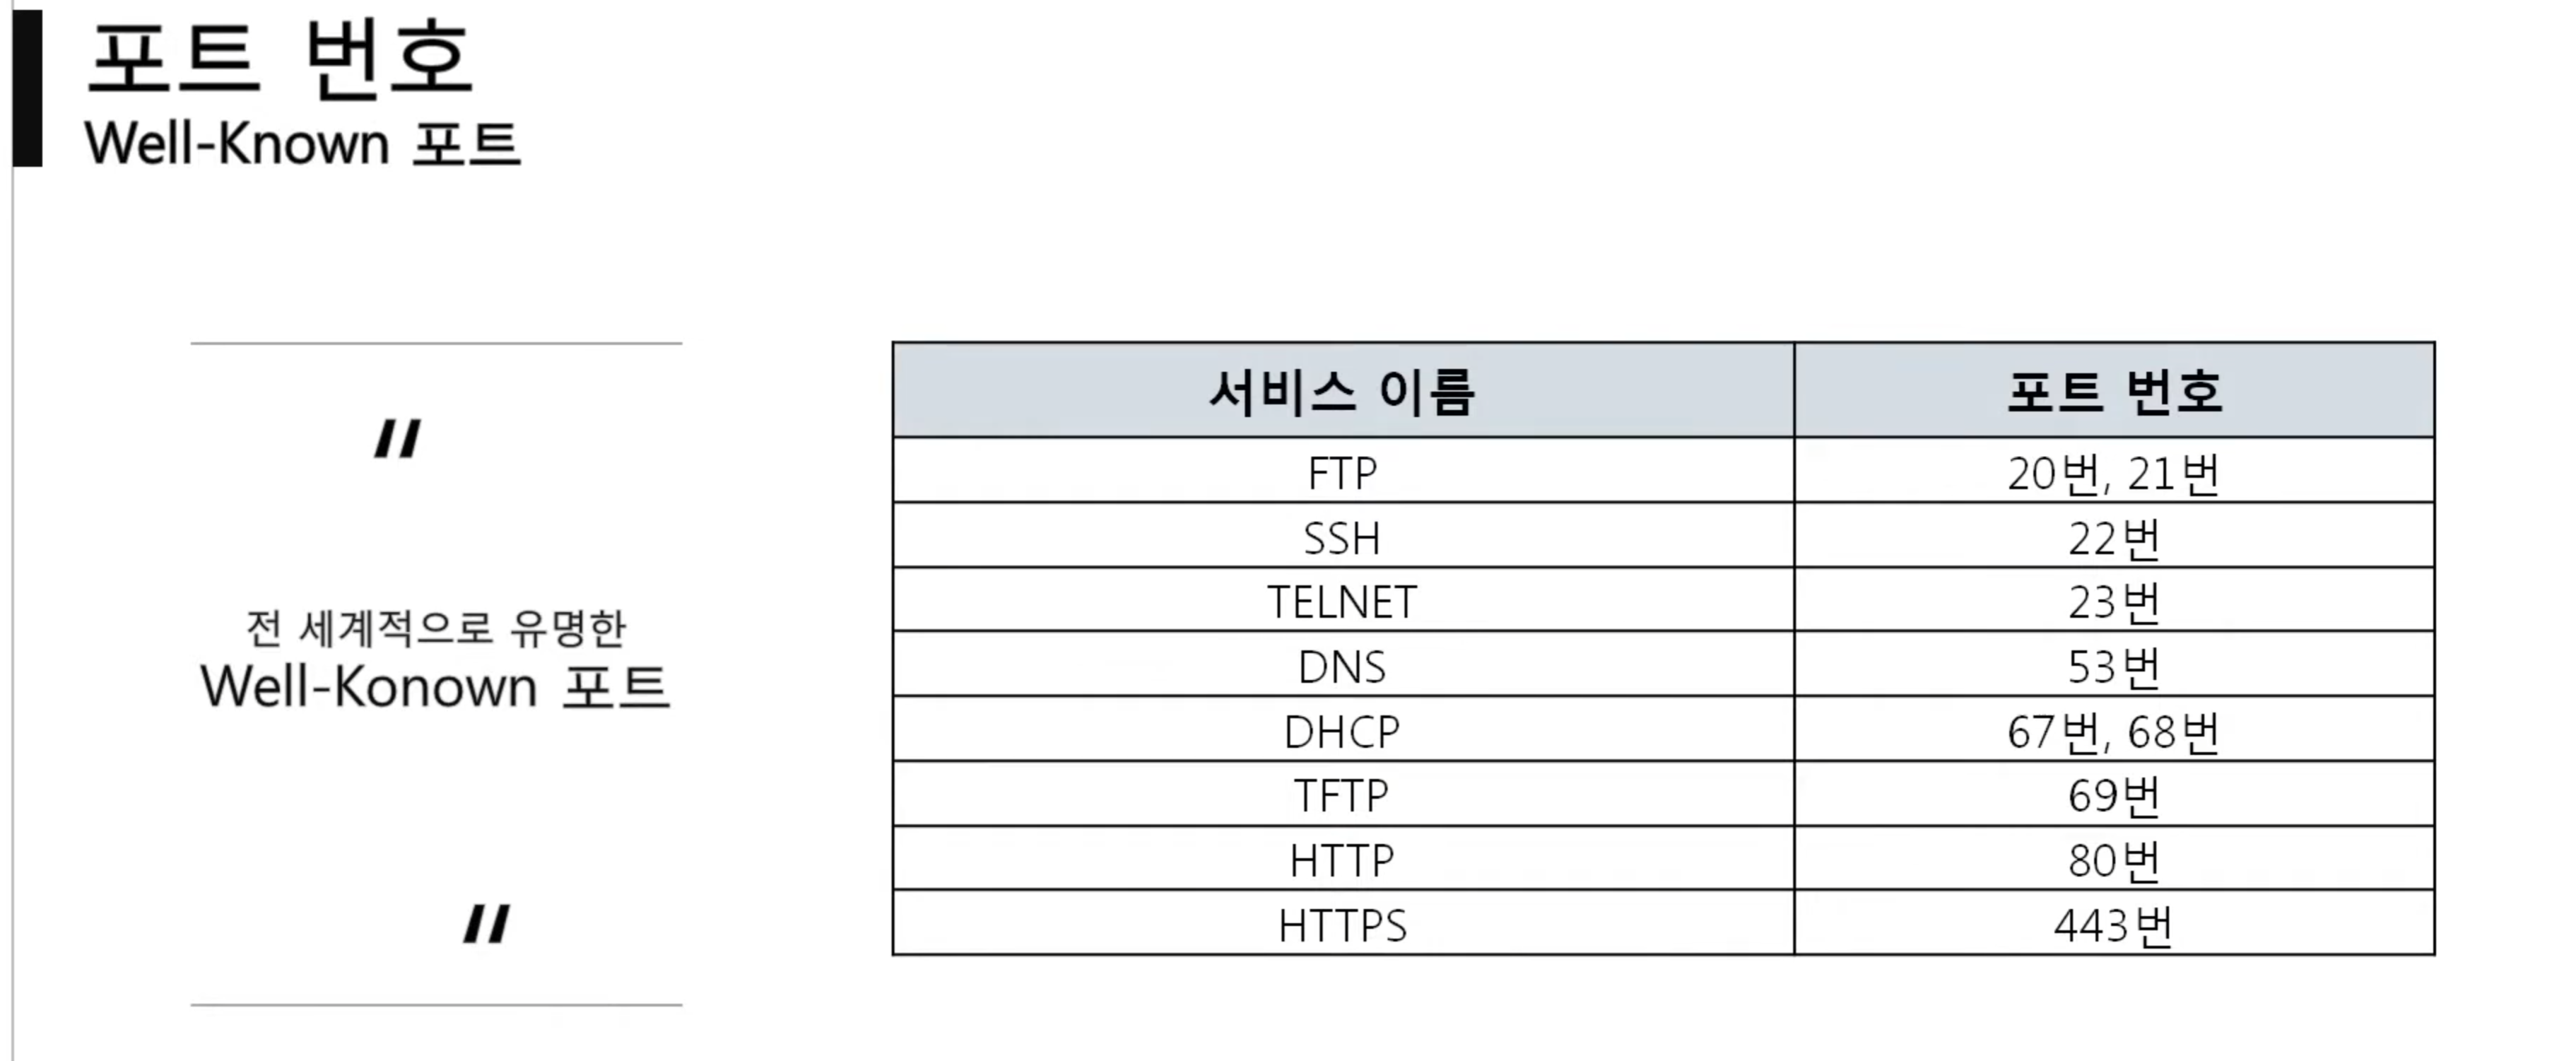 포트 번호
Well-Known 포트
"
전 세계적으로 유명한
Well-Konown 포트
"
서비스 이름 포트 번호
FTP 20번, 21번
SSH 22번
TELNET 23번
DNS 53번
DHCP 67번, 68번
TFTP 69번
HTTP 80번
HTTPS 443번